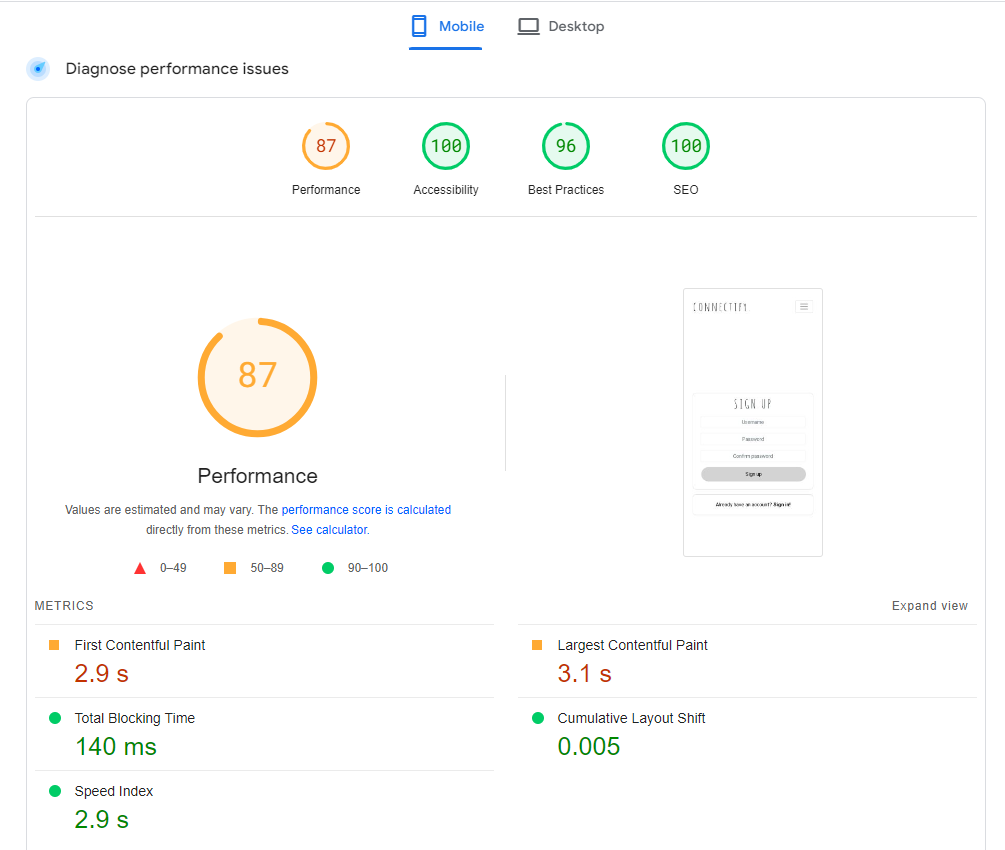 Mobile
Desktop
Diagnose performance issues
87
100
96
100
Performance
Accessibility
Best Practices
SEO
CONNECTIFY.
87
SIGN UP
Username
Password
Confirm password
Sign up
Already have an account? Sign in!
Performance
Values are estimated and may vary. The performance score is calculated
directly from these metrics. See calculator.
0–49
50–89
90–100
METRICS
Expand view
First Contentful Paint
2.9 s
Largest Contentful Paint
3.1 s
Total Blocking Time
140 ms
Cumulative Layout Shift
0.005
Speed Index
2.9 s